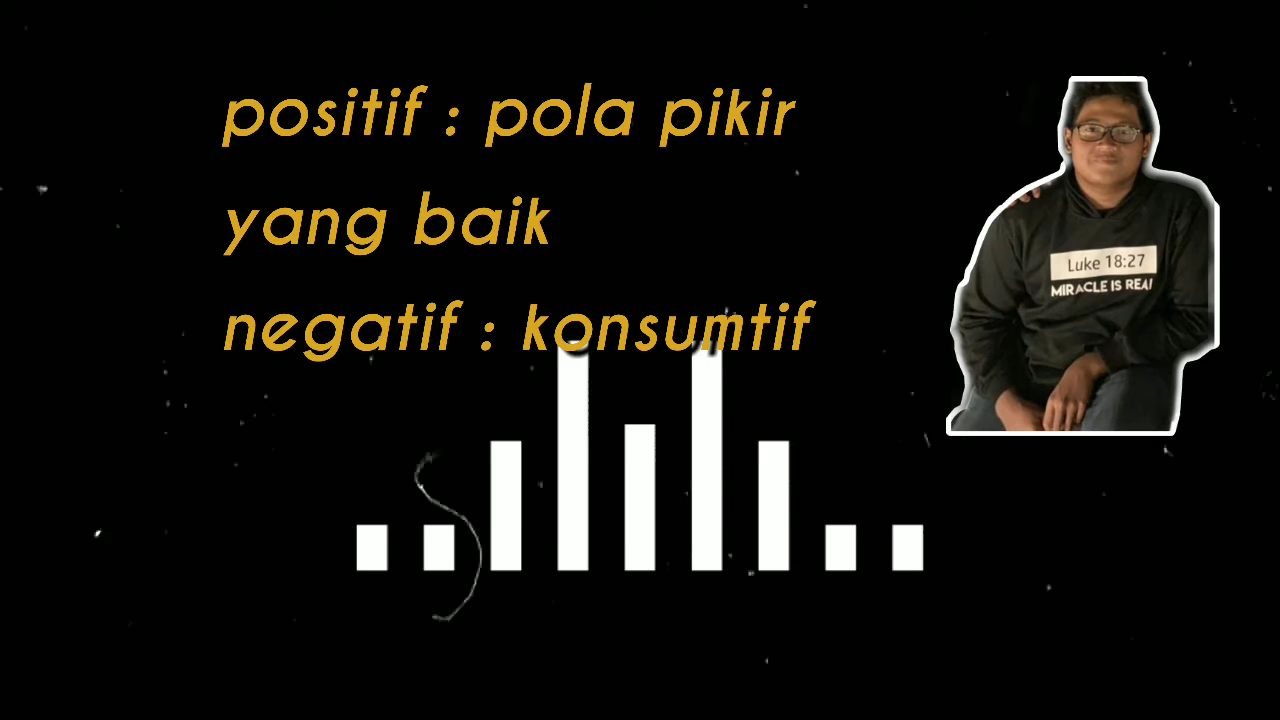 positif : pola pikir
yang baik
negatif : konsumtif
Luke 18:27
MIRACLE IS REAL